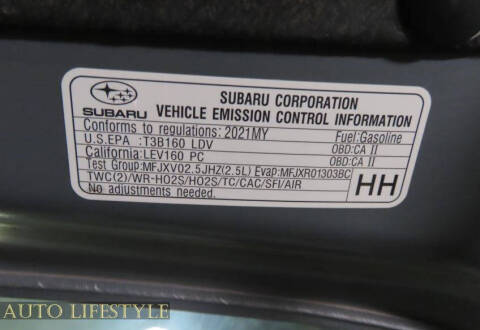 SUBARU
SUBARU CORPORATION
VEHICLE EMISSION CONTROL INFORMATION
Conforms to regulations: 2021MY Fuel:Gasoline
U.S.EPA :T3B160 LDV OBD:CA II
California:LEV160 PC OBD:CA II
Test Group:MFJXV02.5JHZ(2.5L) Evap:MFJXR01303BC
TWC(2)/WR-HO2S/HO2S/TC/CAC/SFI/AIR
No adjustments needed.
HH
AUTO LIFESTYLE